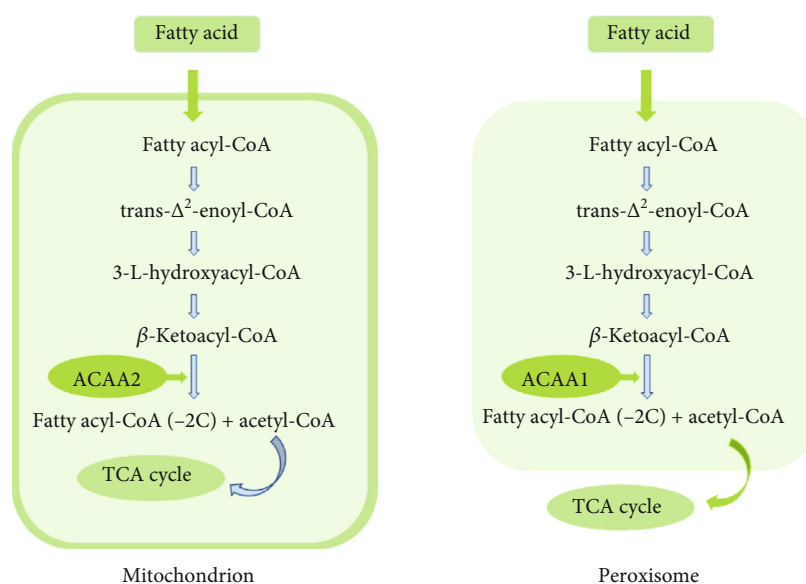 Fatty acid
Fatty acyl-CoA
trans-Δ²-enoyl-CoA
3-L-hydroxyacyl-CoA
β-Ketoacyl-CoA
ACAA2
Fatty acyl-CoA (–2C) + acetyl-CoA
TCA cycle
Mitochondrion
Fatty acid
Fatty acyl-CoA
trans-Δ²-enoyl-CoA
3-L-hydroxyacyl-CoA
β-Ketoacyl-CoA
ACAA1
Fatty acyl-CoA (–2C) + acetyl-CoA
TCA cycle
Peroxisome